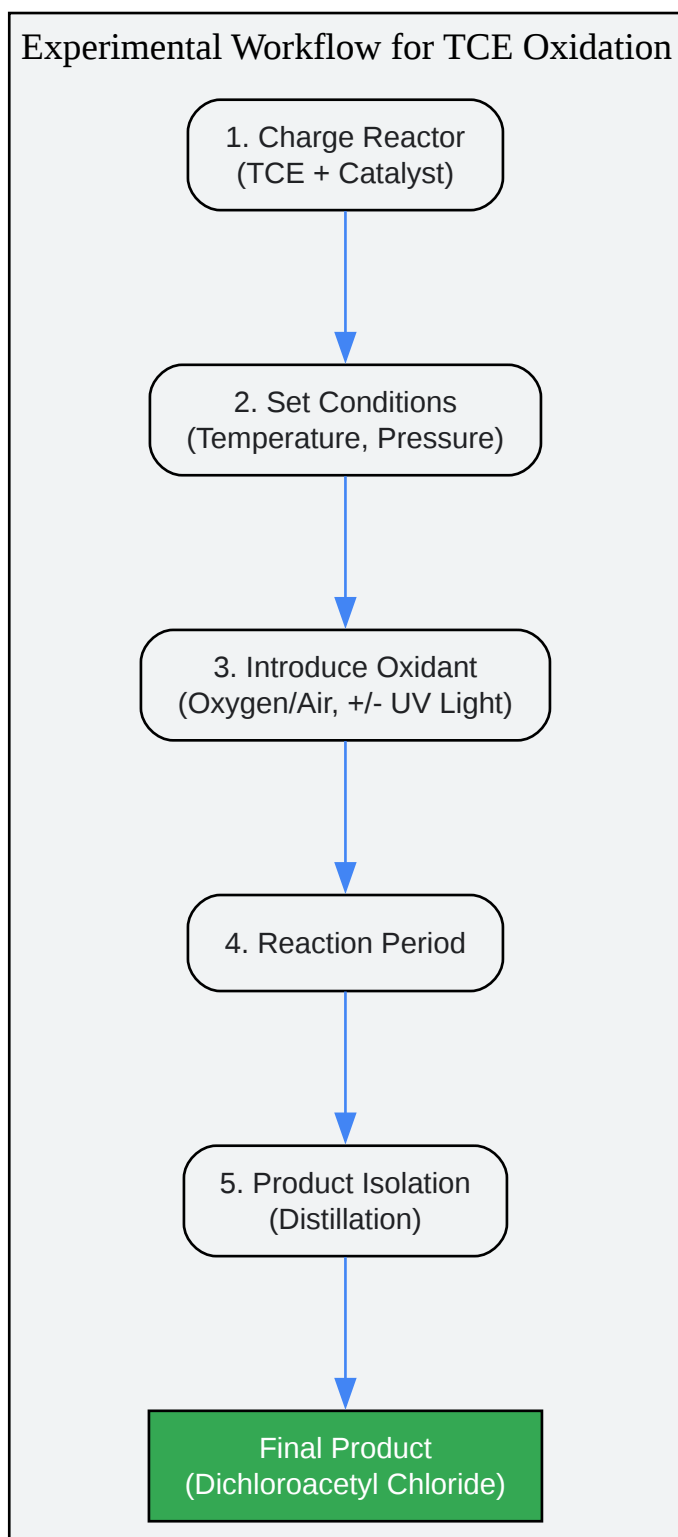 Experimental Workflow for TCE Oxidation
1. Charge Reactor
(TCE + Catalyst)
2. Set Conditions
(Temperature, Pressure)
3. Introduce Oxidant
(Oxygen/Air, +/- UV Light)
4. Reaction Period
5. Product Isolation
(Distillation)
Final Product
(Dichloroacetyl Chloride)